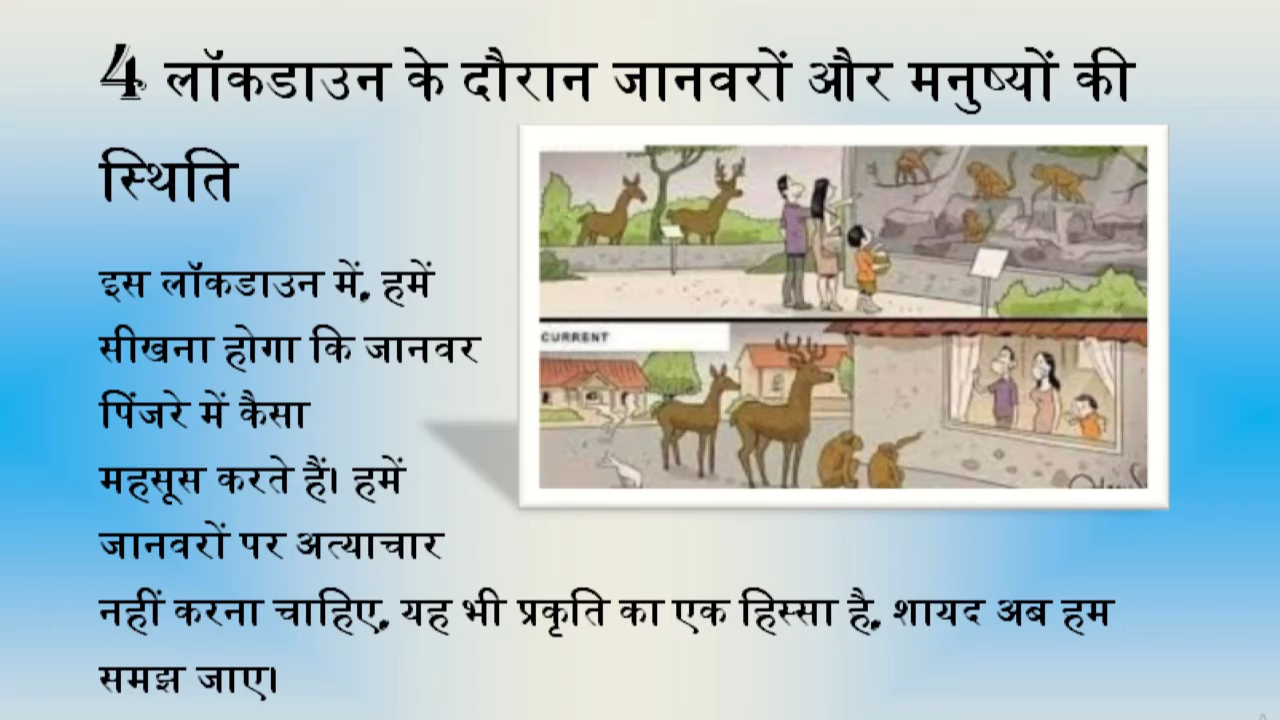 4 लॉकडाउन के दौरान जानवरों और मनुष्यों की
स्थिति
इस लॉकडाउन में, हमें
सीखना होगा कि जानवर
पिंजरे में कैसा
महसूस करते हैं। हमें
जानवरों पर अत्याचार
नहीं करना चाहिए, यह भी प्रकृति का एक हिस्सा है, शायद अब हम
समझ जाए।
CURRENT